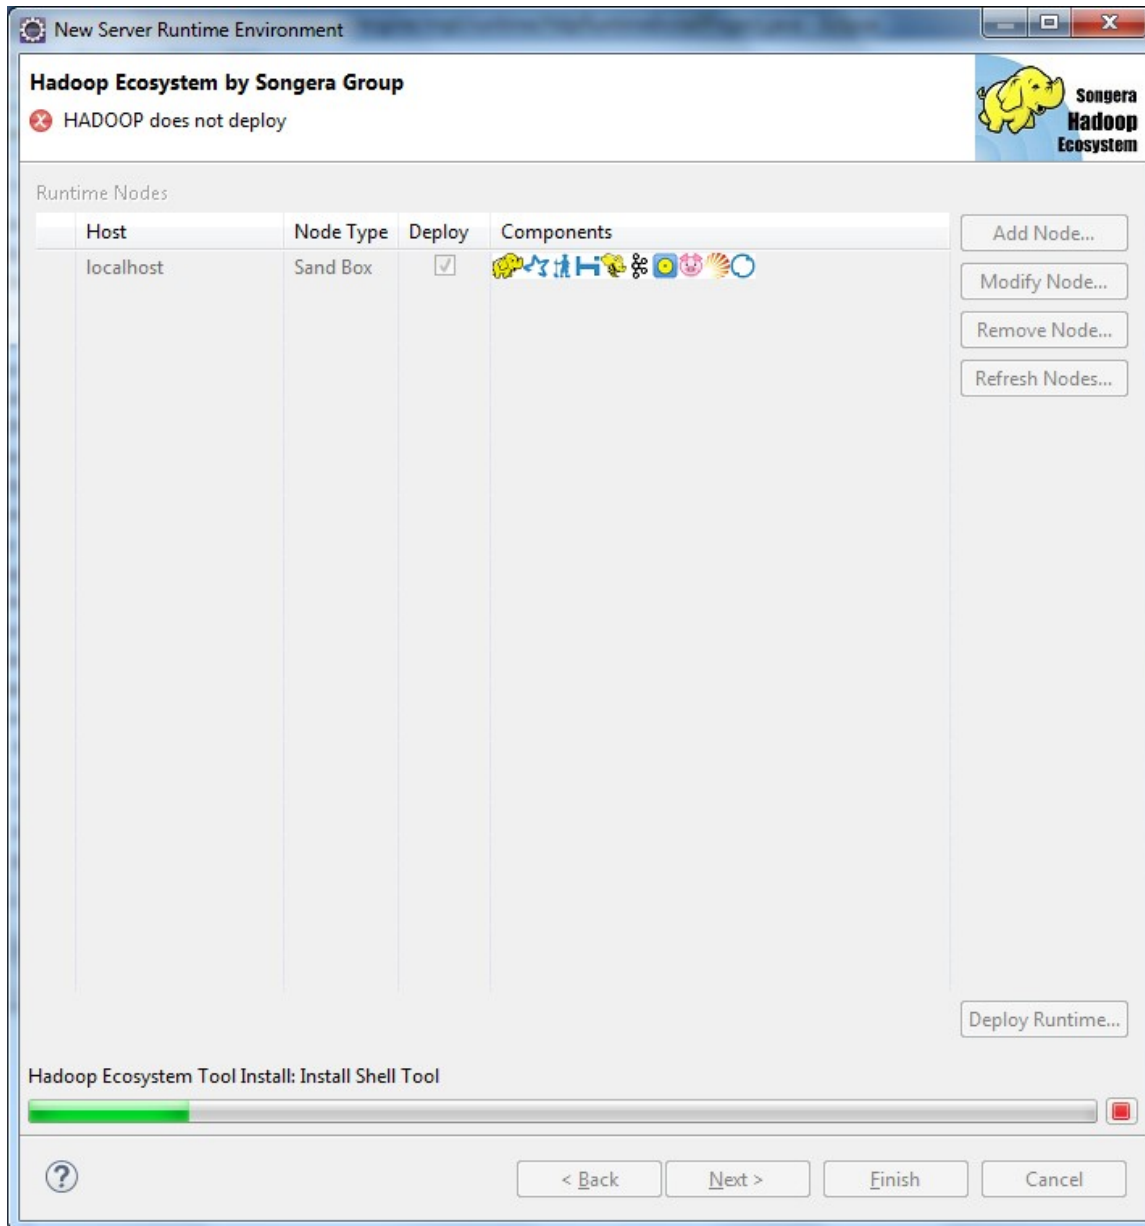 New Server Runtime Environment
Hadoop Ecosystem by Songera Group
HADOOP does not deploy
Songera
Hadoop
Ecosystem
Runtime Nodes
Host Node Type Deploy Components
localhost Sand Box
Add Node...
Modify Node...
Remove Node...
Refresh Nodes...
Deploy Runtime...
Hadoop Ecosystem Tool Install: Install Shell Tool
< Back Next > Finish Cancel